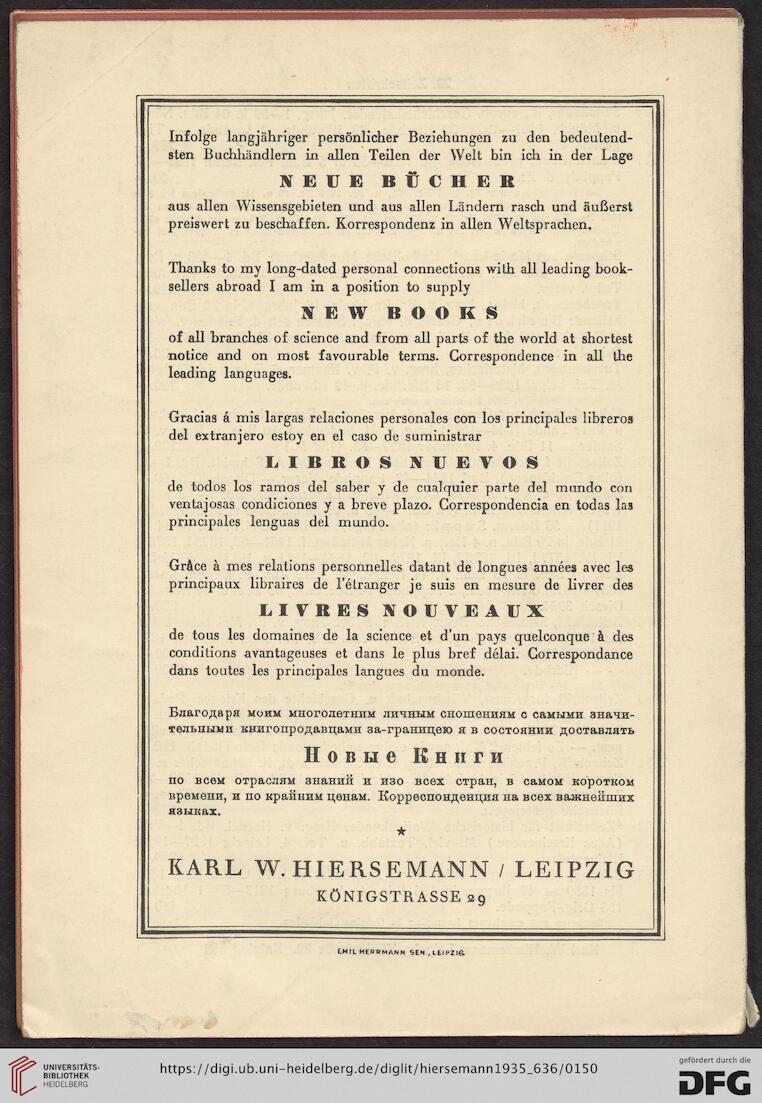 Infolge langjähriger persönlicher Beziehungen zu den bedeutend-
sten Buchhändlern in allen Teilen der Welt bin ich in der Lage
NEUE BÜCHER
aus allen Wissensgebieten und aus allen Ländern rasch und äußerst
preiswert zu beschaffen. Korrespondenz in allen Weltsprachen.
Thanks to my long-dated personal connections with all leading book-
sellers abroad I am in a position to supply
NEW BOOKS
of all branches of science and from all parts of the world at shortest
notice and on most favourable terms. Correspondence in all the
leading languages.
Gracias á mis largas relaciones personales con los principales libreros
del extranjero estoy en el caso de suministrar
LIBROS NUEVOS
de todos los ramos del saber y de cualquier parte del mundo con
ventajosas condiciones y a breve plazo. Correspondencia en todas las
principales lenguas del mundo.
Grâce à mes relations personnelles datant de longues années avec les
principaux libraires de l'étranger je suis en mesure de livrer des
LIVRES NOUVEAUX
de tous les domaines de la science et d'un pays quelconque à des
conditions avantageuses et dans le plus bref délai. Correspondance
dans toutes les principales langues du monde.
Благодаря моим многолетним личным сношениям с самыми значи-
тельными книгопродавцами за-границею я в состоянии доставлять
Новые Книги
по всем отраслям знаний и изо всех стран, в самом коротком
времени, и по крайним ценам. Корреспонденция на всех важнейших
языках.
*
KARL W. HIERSEMANN / LEIPZIG
KÖNIGSTRASSE 29
EMIL HERRMANN SEN., LEIPZIG
UNIVERSITÄTS-
BIBLIOTHEK
HEIDELBERG
https://digi.ub.uni-heidelberg.de/diglit/hiersemann1935_636/0150
gefördert durch die
DFG